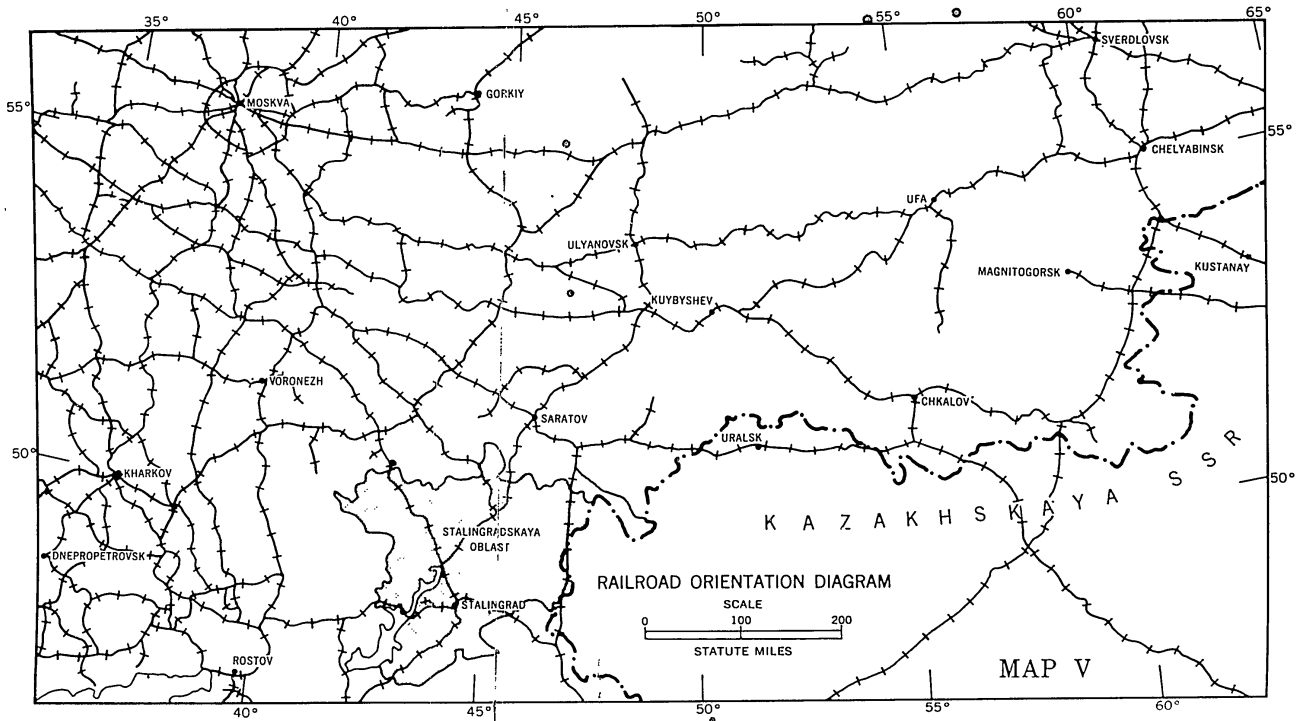 35° 40° 45° 50° 55° 60° 65°
SVERDLOVSK
MOSKVA
GORKIY
55°
55°
CHELYABINSK
UFA
ULYANOVSK
MAGNITOGORSK
KUSTANAY
KUYBYSHEV
VORONEZH
CHKALOV
SARATOV
URALSK
50°
KHARKOV
50°
KAZAKHSKAYA SSR
STALINGRADSKAYA
OBLAST
DNEPROPETROVSK
RAILROAD ORIENTATION DIAGRAM
STALINGRAD
SCALE
0 100 200
STATUTE MILES
ROSTOV
MAP V
40° 45° 50° 55° 60°